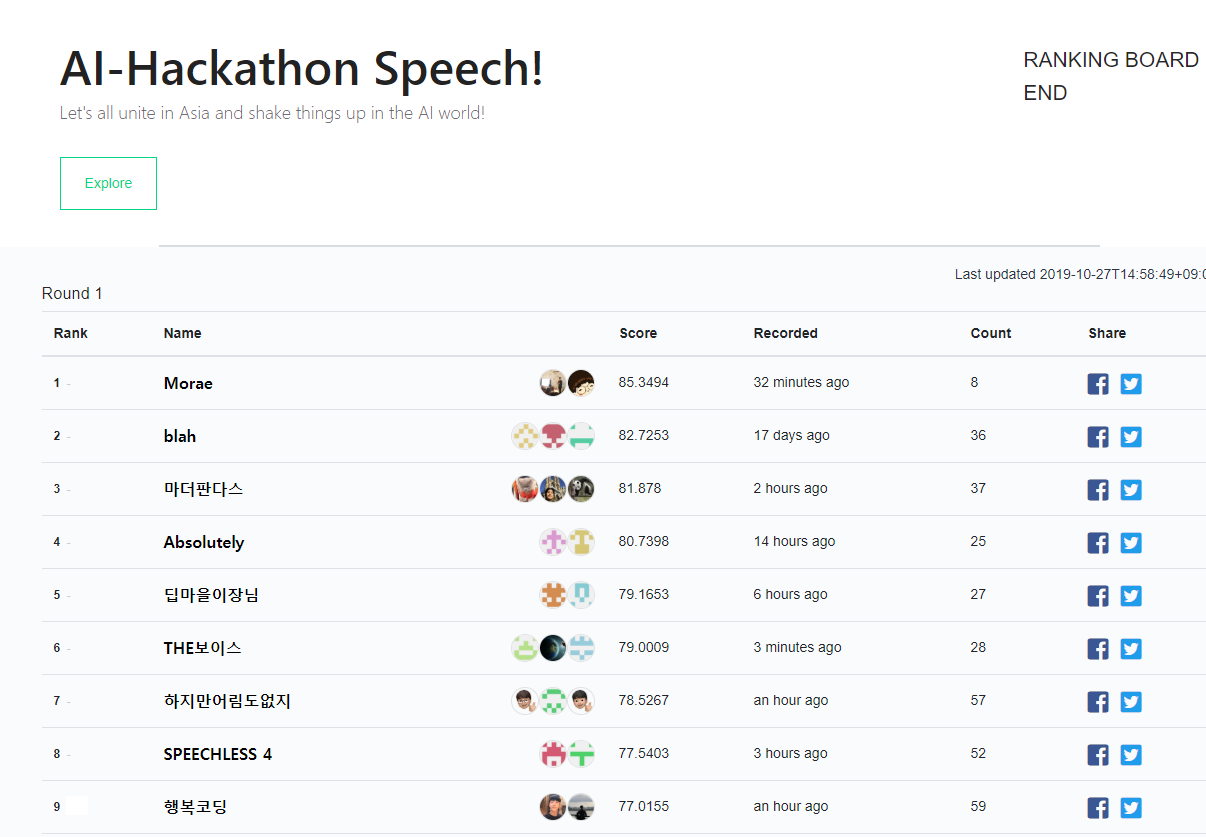 AI-Hackathon Speech!
Let's all unite in Asia and shake things up in the AI world!
RANKING BOARD
END
Explore
Last updated 2019-10-27T14:58:49+09:0
Round 1
Rank Name Score Recorded Count Share
1 - Morae 85.3494 32 minutes ago 8
2 - blah 82.7253 17 days ago 36
3 - 마더판다스 81.878 2 hours ago 37
4 - Absolutely 80.7398 14 hours ago 25
5 - 딥마을이장님 79.1653 6 hours ago 27
6 - THE보이스 79.0009 3 minutes ago 28
7 - 하지만어림도없지 78.5267 an hour ago 57
8 - SPEECHLESS 4 77.5403 3 hours ago 52
9 행복코딩 77.0155 an hour ago 59